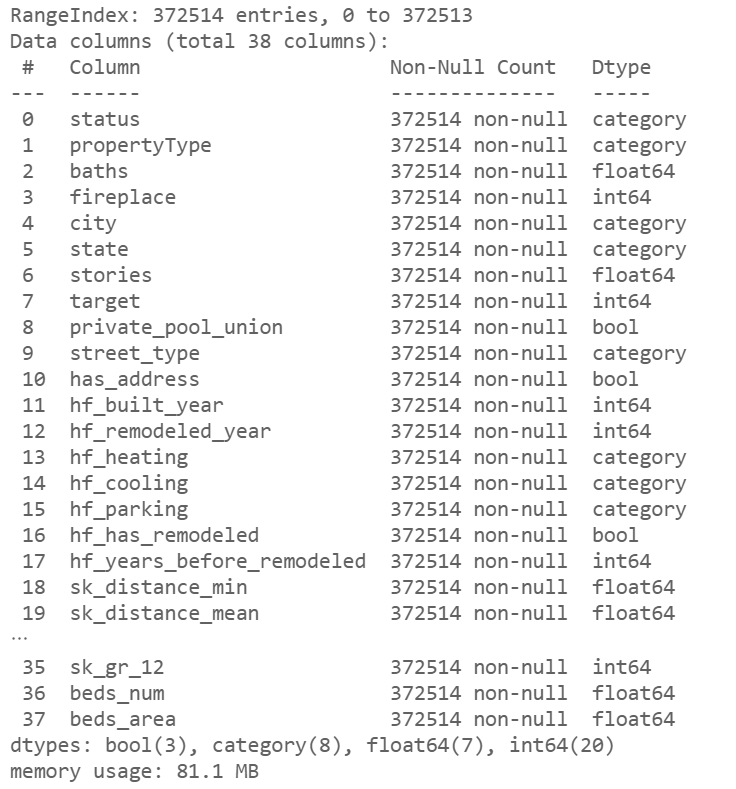 RangeIndex: 372514 entries, 0 to 372513
Data columns (total 38 columns):
 #   Column                     Non-Null Count   Dtype
---  ------                     --------------   -----
 0   status                     372514 non-null  category
 1   propertyType               372514 non-null  category
 2   baths                      372514 non-null  float64
 3   fireplace                  372514 non-null  int64
 4   city                       372514 non-null  category
 5   state                      372514 non-null  category
 6   stories                    372514 non-null  float64
 7   target                     372514 non-null  int64
 8   private_pool_union         372514 non-null  bool
 9   street_type                372514 non-null  category
 10  has_address                372514 non-null  bool
 11  hf_built_year              372514 non-null  int64
 12  hf_remodeled_year          372514 non-null  int64
 13  hf_heating                 372514 non-null  category
 14  hf_cooling                 372514 non-null  category
 15  hf_parking                 372514 non-null  category
 16  hf_has_remodeled           372514 non-null  bool
 17  hf_years_before_remodeled  372514 non-null  int64
 18  sk_distance_min            372514 non-null  float64
 19  sk_distance_mean           372514 non-null  float64
...
 35  sk_gr_12                   372514 non-null  int64
 36  beds_num                   372514 non-null  float64
 37  beds_area                  372514 non-null  float64
dtypes: bool(3), category(8), float64(7), int64(20)
memory usage: 81.1 MB